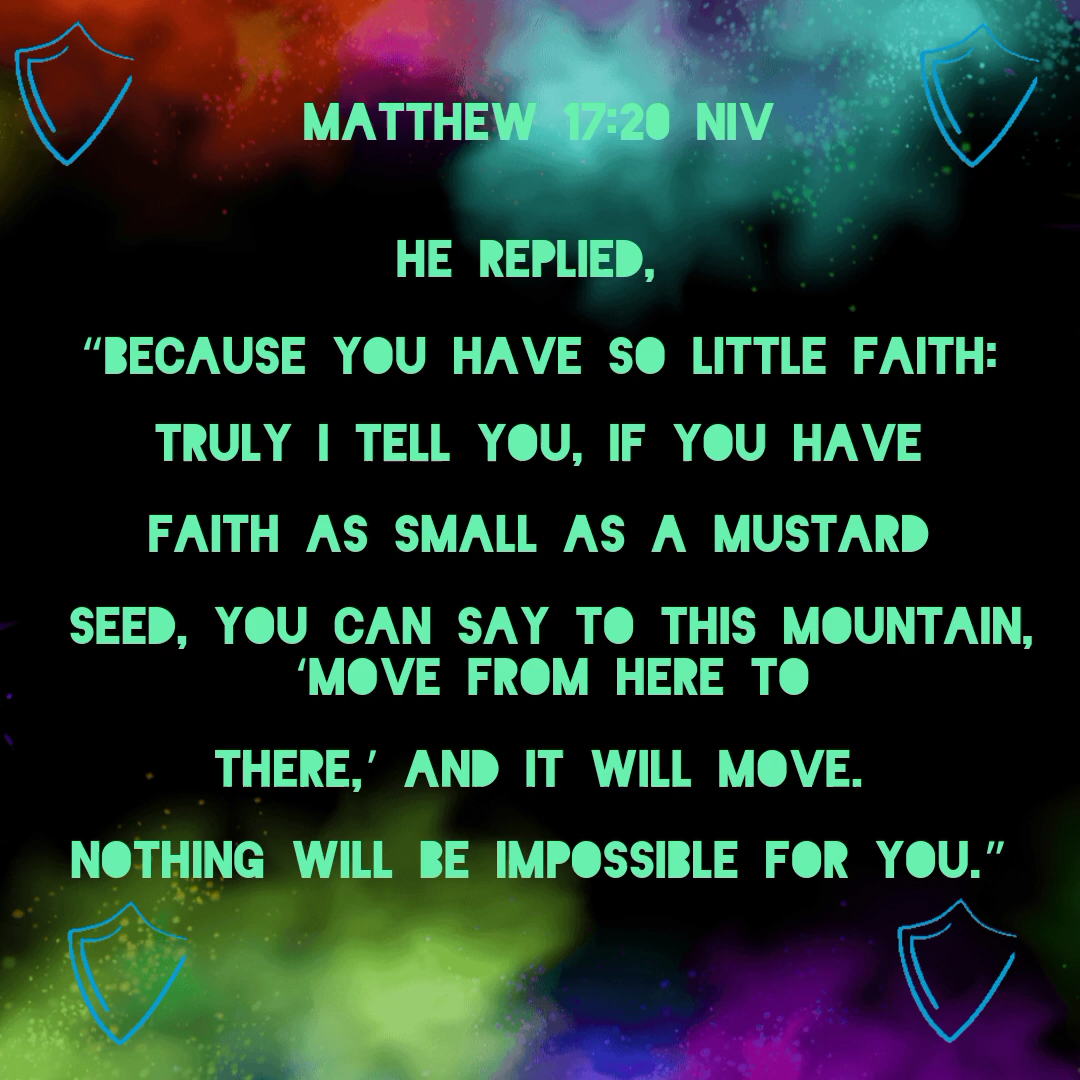 MATTHEW 17:20 NIV
HE REPLIED,
“BECAUSE YOU HAVE SO LITTLE FAITH:
TRULY I TELL YOU, IF YOU HAVE
FAITH AS SMALL AS A MUSTARD
SEED, YOU CAN SAY TO THIS MOUNTAIN,
‘MOVE FROM HERE TO
THERE,’ AND IT WILL MOVE.
NOTHING WILL BE IMPOSSIBLE FOR YOU.”